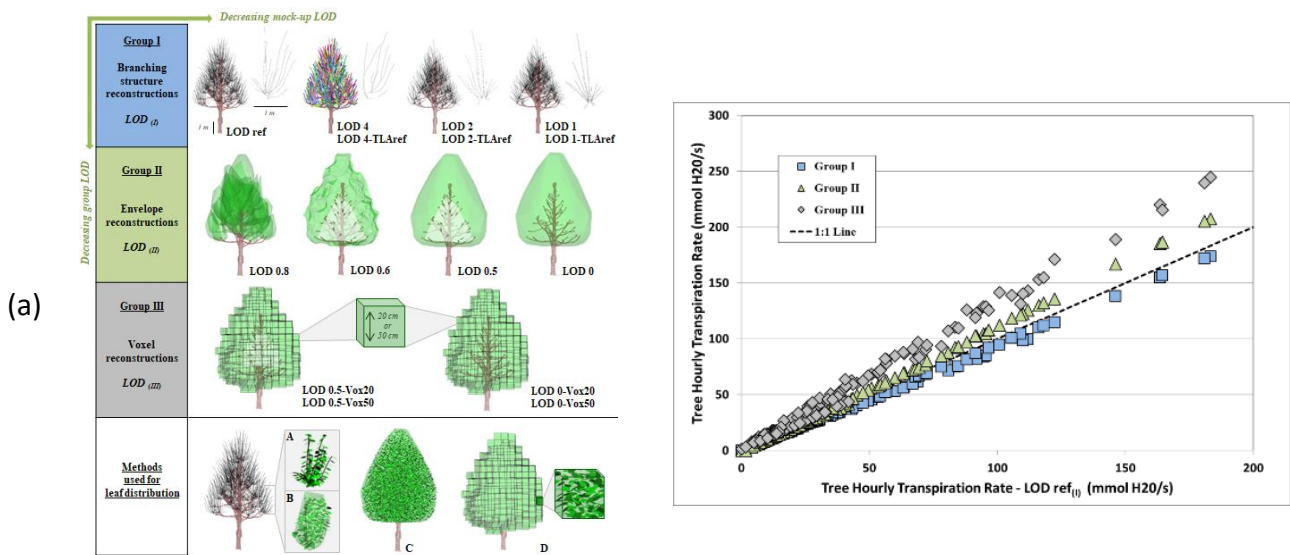 Decreasing mock-up LOD
Decreasing group LOD
(a)
Group I
Branching
structure
reconstructions
LOD (I)
1 m
1 m
LOD ref
LOD 4
LOD 4-TLAref
LOD 2
LOD 2-TLAref
LOD 1
LOD 1-TLAref
Group II
Envelope
reconstructions
LOD (II)
LOD 0.8
LOD 0.6
LOD 0.5
LOD 0
Group III
Voxel
reconstructions
LOD (III)
20 cm
or
50 cm
LOD 0.5-Vox20
LOD 0.5-Vox50
LOD 0-Vox20
LOD 0-Vox50
Methods
used for
leaf distribution
A
B
C
D
Tree Hourly Transpiration Rate (mmol H20/s)
300
250
200
150
100
50
0
Group I
Group II
Group III
1:1 Line
0
50
100
150
200
Tree Hourly Transpiration Rate - LOD ref(I) (mmol H20/s)